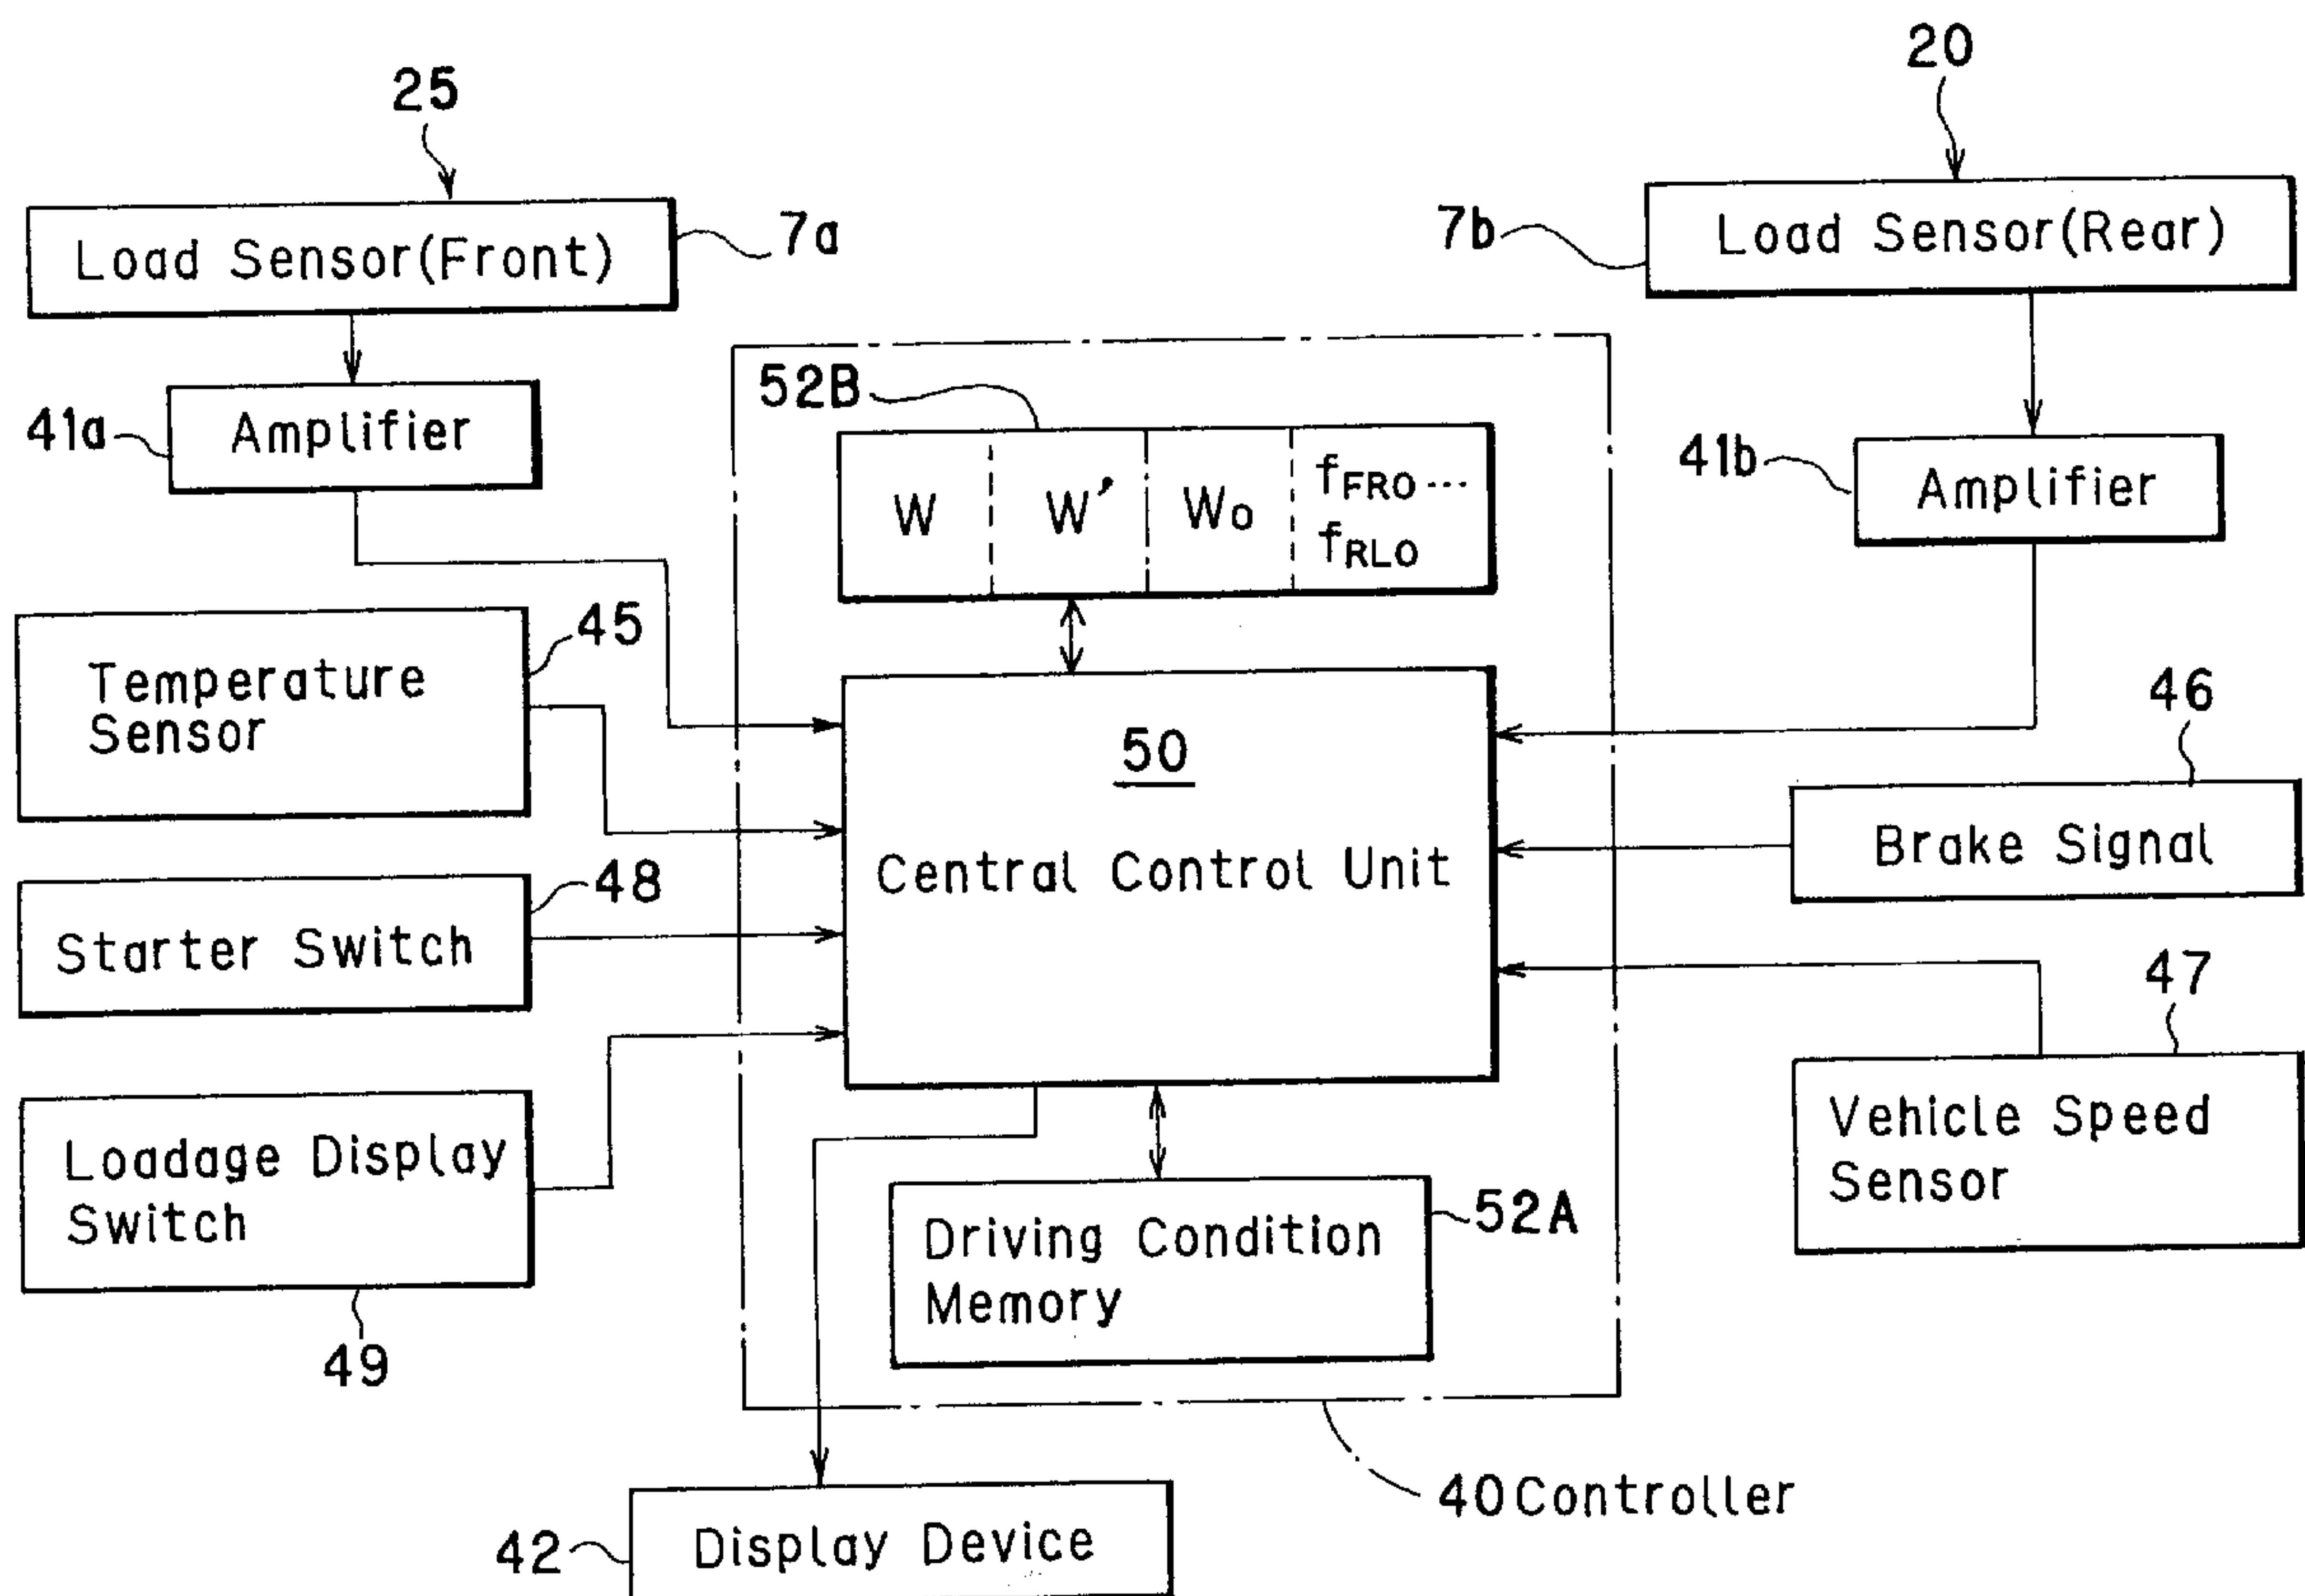 25
20
Load Sensor(Front)
7a
7b
Load Sensor(Rear)
52B
41a
Amplifier
41b
Amplifier
W
W′
Wo
fFRO ···
fRLO
45
Temperature
Sensor
46
50
Central Control Unit
Brake Signal
48
Starter Switch
47
Loadage Display
Switch
Vehicle Speed
Sensor
Driving Condition
Memory
52A
49
40 Controller
42
Display Device